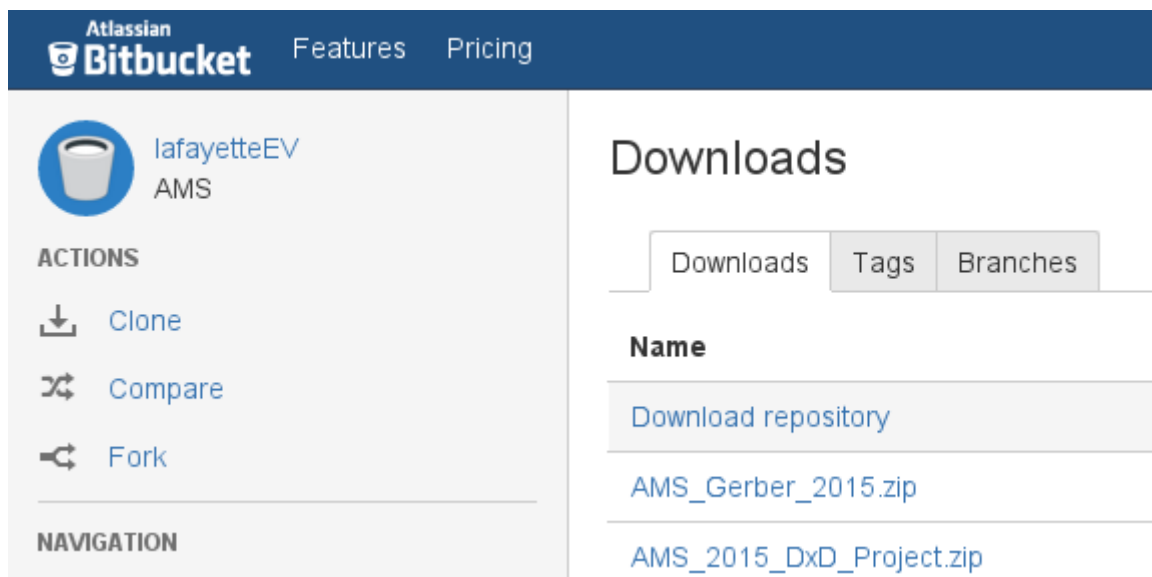 Atlassian
Bitbucket
Features Pricing
lafayetteEV
AMS
ACTIONS
Clone
Compare
Fork
NAVIGATION
Downloads
Downloads Tags Branches
Name
Download repository
AMS_Gerber_2015.zip
AMS_2015_DxD_Project.zip